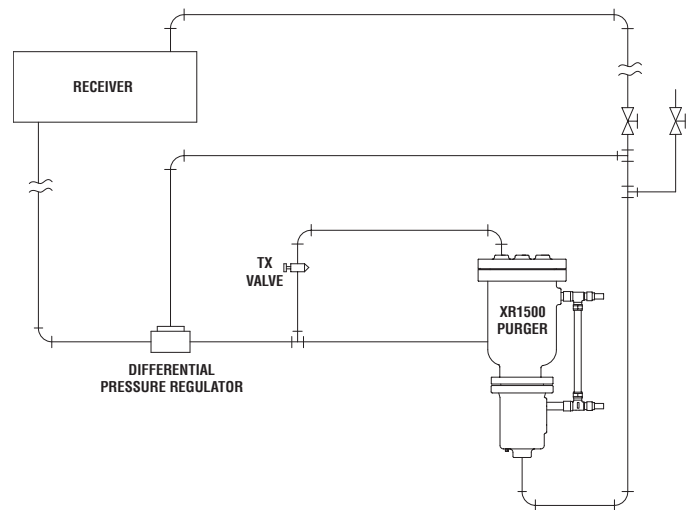 RECEIVER
TX
VALVE
XR1500
PURGER
DIFFERENTIAL
PRESSURE REGULATOR